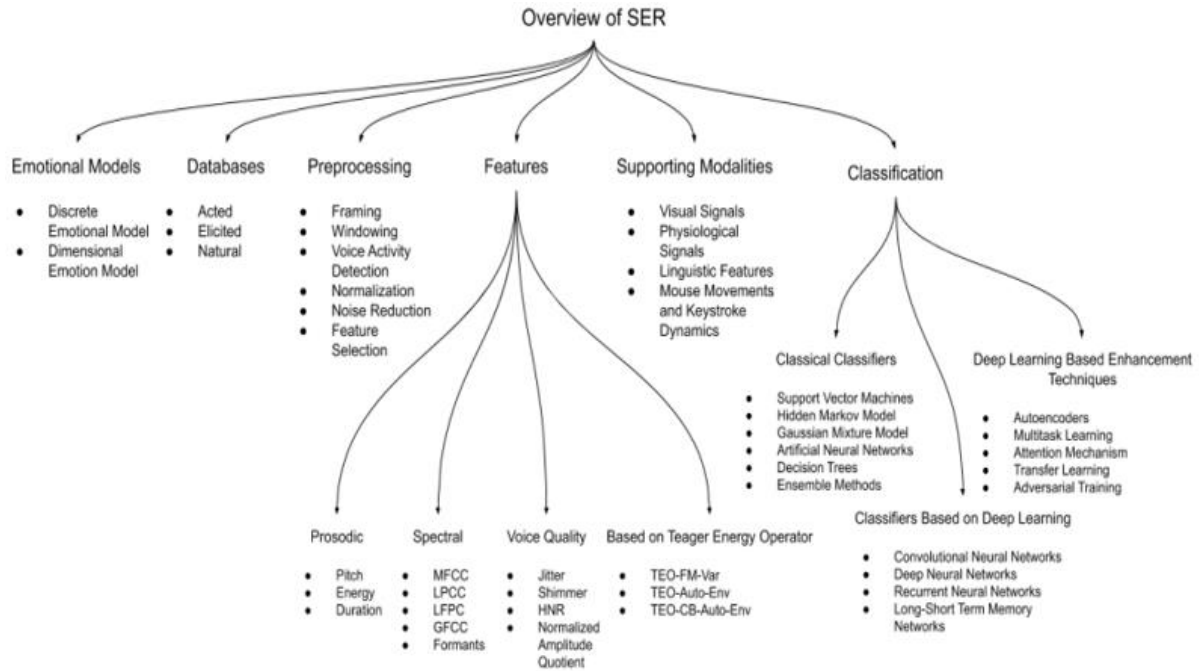 Overview of SER
Emotional Models
• Discrete
Emotional Model
• Dimensional
Emotion Model
Databases
• Acted
• Elicited
• Natural
Preprocessing
• Framing
• Windowing
• Voice Activity
Detection
• Normalization
• Noise Reduction
• Feature
Selection
Features
Supporting Modalities
• Visual Signals
• Physiological
Signals
• Linguistic Features
• Mouse Movements
and Keystroke
Dynamics
Classification
Prosodic
• Pitch
• Energy
• Duration
Spectral
• MFCC
• LPCC
• LFPC
• GFCC
• Formants
Voice Quality
• Jitter
• Shimmer
• HNR
• Normalized
Amplitude
Quotient
Based on Teager Energy Operator
• TEO-FM-Var
• TEO-Auto-Env
• TEO-CB-Auto-Env
Classical Classifiers
• Support Vector Machines
• Hidden Markov Model
• Gaussian Mixture Model
• Artificial Neural Networks
• Decision Trees
• Ensemble Methods
Classifiers Based on Deep Learning
• Convolutional Neural Networks
• Deep Neural Networks
• Recurrent Neural Networks
• Long-Short Term Memory
Networks
Deep Learning Based Enhancement
Techniques
• Autoencoders
• Multitask Learning
• Attention Mechanism
• Transfer Learning
• Adversarial Training